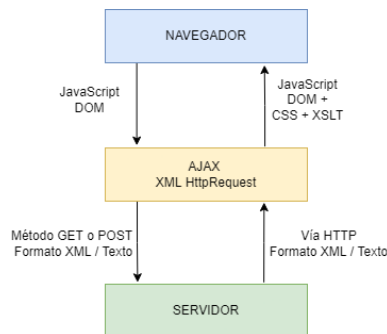 NAVEGADOR
JavaScript
DOM
JavaScript
DOM +
CSS + XSLT
AJAX
XML HttpRequest
Método GET o POST
Formato XML / Texto
Vía HTTP
Formato XML / Texto
SERVIDOR